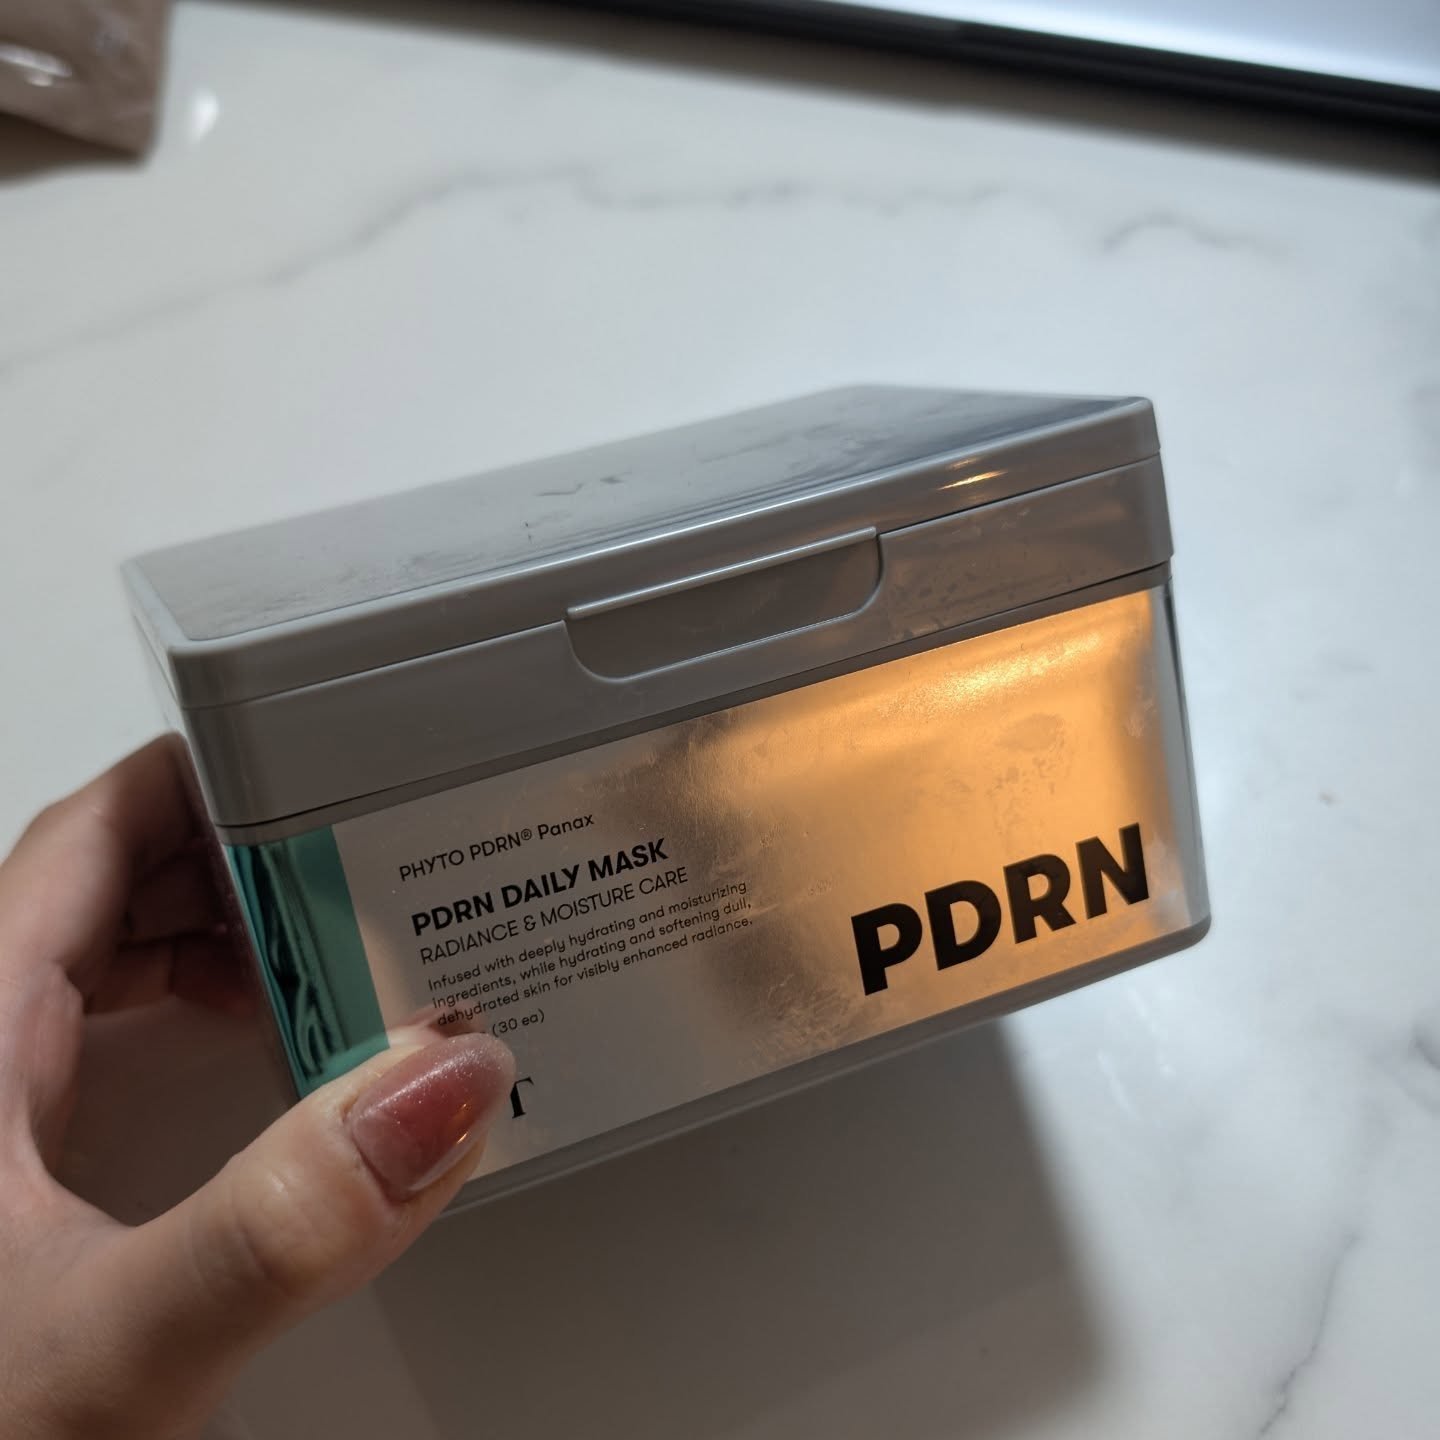 VT
PHYTO PDRN® Panax
PDRN DAILY MASK
RADIANCE & MOISTURE CARE
Infused with deeply hydrating and moisturizing
ingredients, while hydrating and softening dull,
dehydrated skin for visibly enhanced radiance.
(30 ea)
T
PDRN